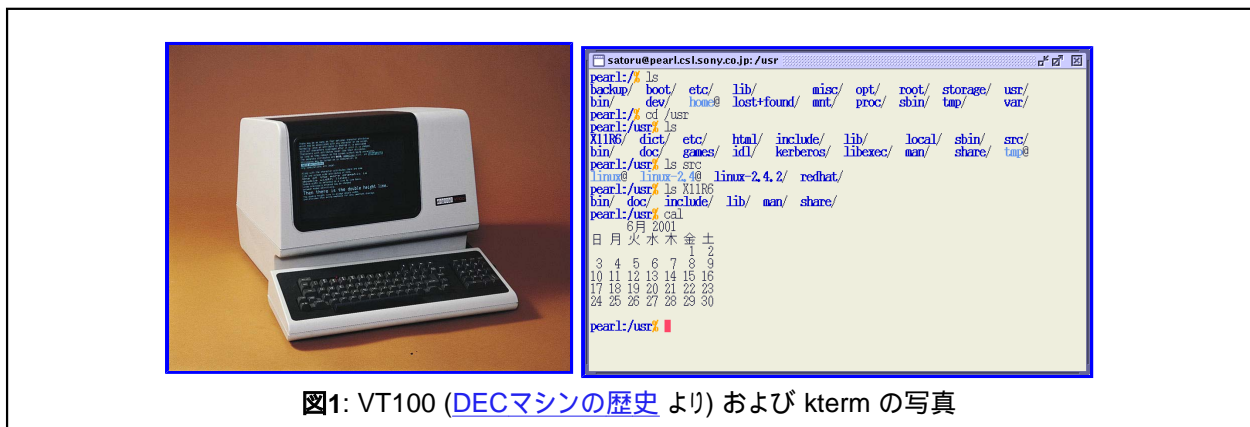 satoru@pearl.csl.sony.co.jp: /usr
pearl:/% ls
backup/ boot/ etc/ lib/ misc/ opt/ root/ storage/ usr/
bin/ dev/ home@ lost+found/ mnt/ proc/ sbin/ tmp/ var/
pearl:/% cd /usr
pearl:/usr% ls
X11R6/ dict/ etc/ html/ include/ lib/ local/ sbin/ src/
bin/ doc/ games/ idl/ kerberos/ libexec/ man/ share/ tmp@
pearl:/usr% ls src
linux@ linux-2.4@ linux-2.4.2/ redhat/
pearl:/usr% ls X11R6
bin/ doc/ include/ lib/ man/ share/
pearl:/usr% cal
6月 2001
日 月 火 水 木 金 土
1 2
3 4 5 6 7 8 9
10 11 12 13 14 15 16
17 18 19 20 21 22 23
24 25 26 27 28 29 30
pearl:/usr%
図1: VT100 (DECマシンの歴史 より) および kterm の写真